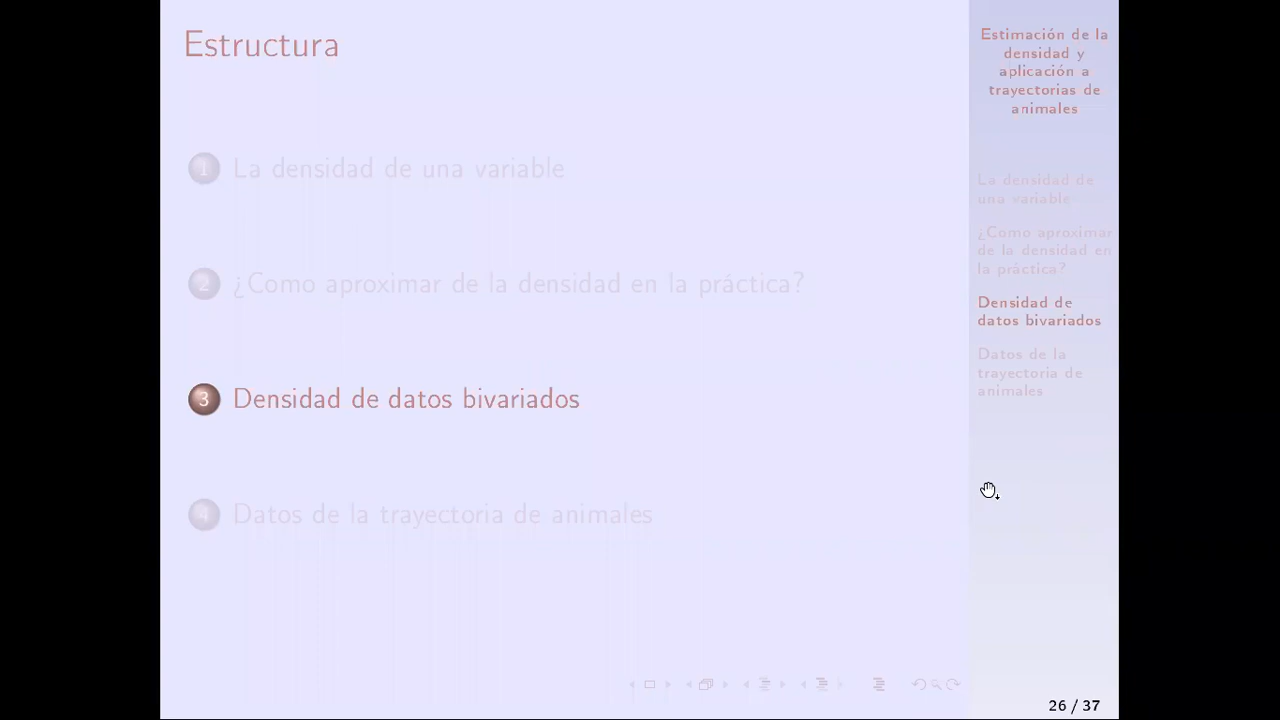 Estructura
1 La densidad de una variable
2 ¿Como aproximar de la densidad en la práctica?
3 Densidad de datos bivariados
4 Datos de la trayectoria de animales
Estimación de la
densidad y
aplicación a
trayectorias de
animales
La densidad de
una variable
¿Como aproximar
de la densidad en
la práctica?
Densidad de
datos bivariados
Datos de la
trayectoria de
animales
26 / 37